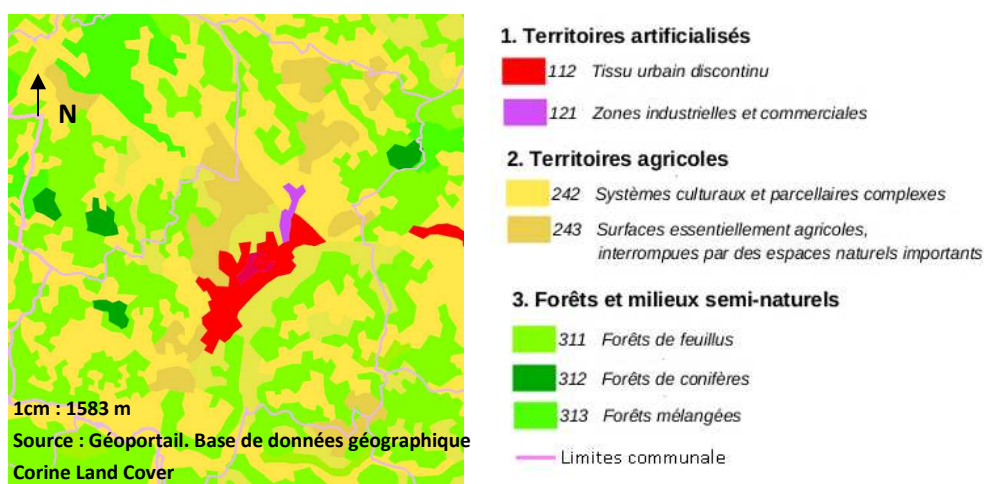 N
1cm : 1583 m
Source : Géoportail. Base de données géographique
Corine Land Cover
1. Territoires artificialisés
112 Tissu urbain discontinu
121 Zones industrielles et commerciales
2. Territoires agricoles
242 Systèmes culturaux et parcellaires complexes
243 Surfaces essentiellement agricoles,
interrompues par des espaces naturels importants
3. Forêts et milieux semi-naturels
311 Forêts de feuillus
312 Forêts de conifères
313 Forêts mélangées
Limites communale